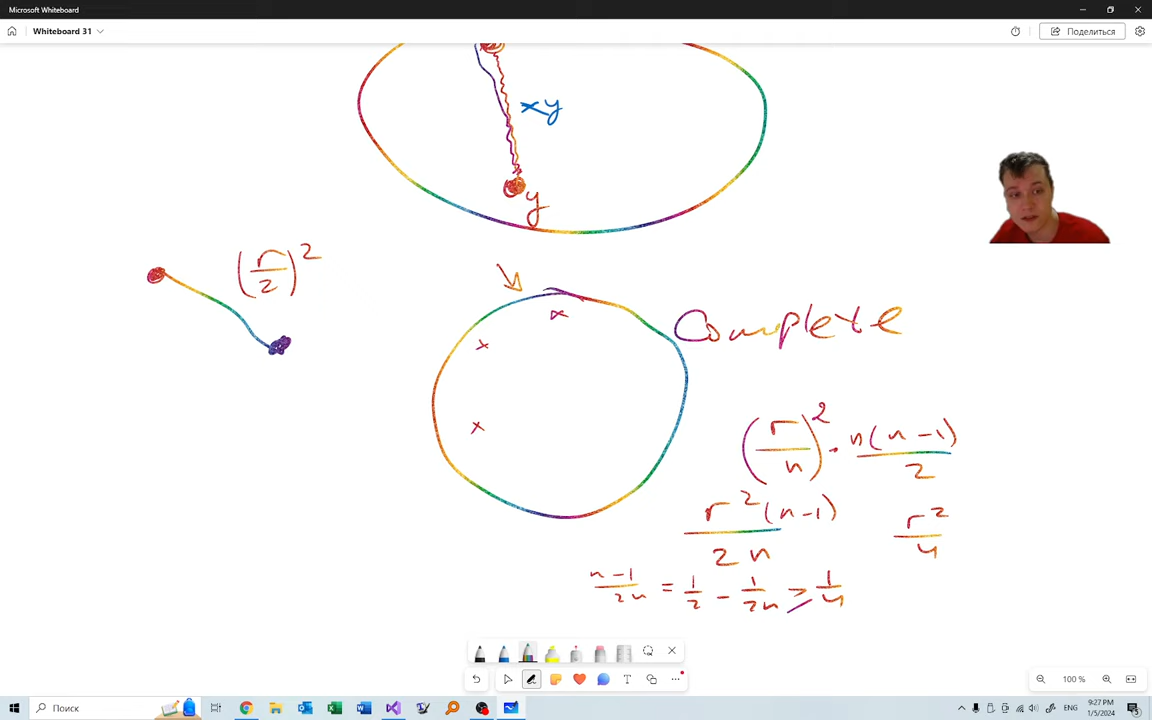 Microsoft Whiteboard
Whiteboard 31
Поделиться
xy
y
(r/2)^2
Complete
x
x
x
(r/n)^2 · n(n-1)/2
r^2(n-1)/2n
r^2/4
n-1/2n = 1/2 - 1/2n ≥ 1/4
100 %
Поиск
ENG
9:27 PM
1/5/2024
5